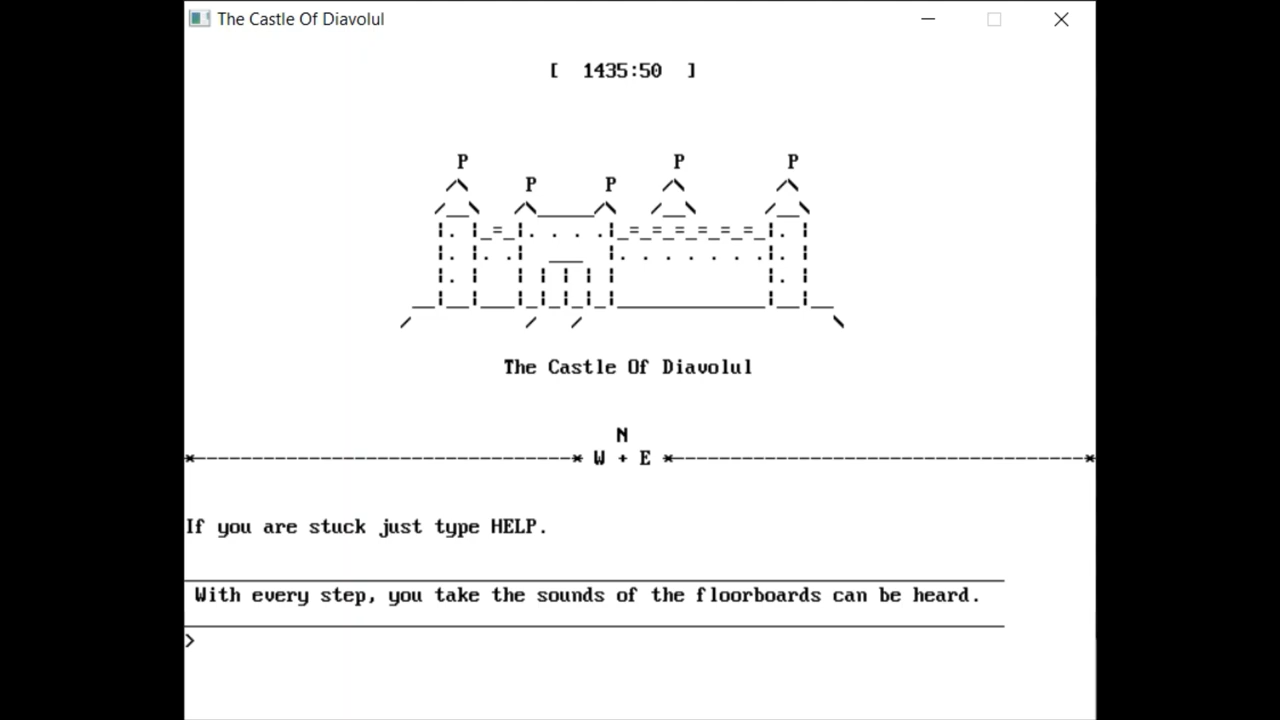 The Castle Of Diavolul
[ 1435:50 ]
P P P
P P
The Castle Of Diavolul
N
W + E
If you are stuck just type HELP.
With every step, you take the sounds of the floorboards can be heard.
>